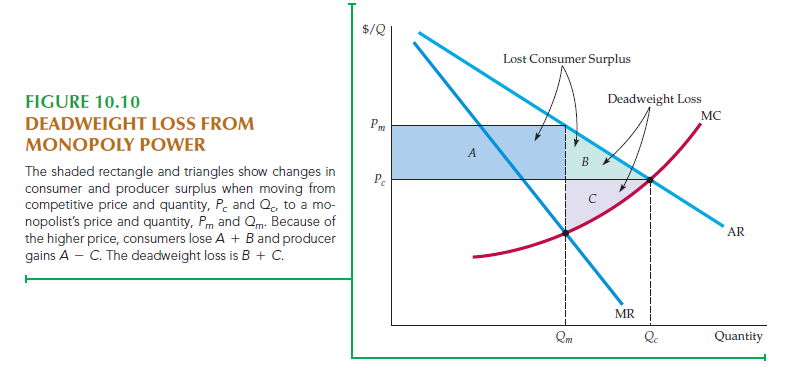 FIGURE 10.10
DEADWEIGHT LOSS FROM
MONOPOLY POWER
The shaded rectangle and triangles show changes in
consumer and producer surplus when moving from
competitive price and quantity, Pc and Qc, to a mo-
nopolist's price and quantity, Pm and Qm. Because of
the higher price, consumers lose A + B and producer
gains A − C. The deadweight loss is B + C.
$/Q
Lost Consumer Surplus
Deadweight Loss
MC
Pm
A
B
Pc
C
AR
MR
Qm
Qc
Quantity